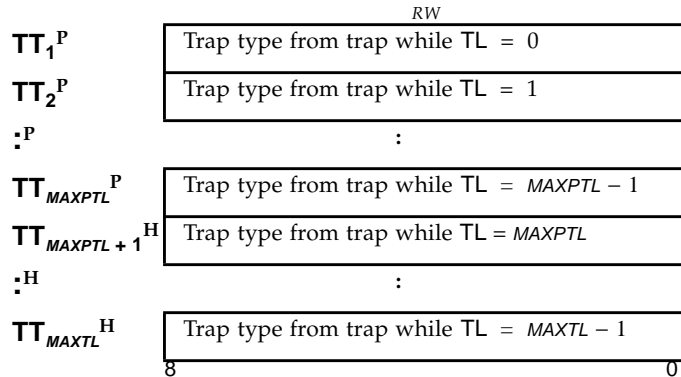 RW
TT1P Trap type from trap while TL = 0
TT2P Trap type from trap while TL = 1
:P :
TTMAXPTLP Trap type from trap while TL = MAXPTL − 1
TTMAXPTL + 1H Trap type from trap while TL = MAXPTL
:H :
TTMAXTLH Trap type from trap while TL = MAXTL − 1
8 0